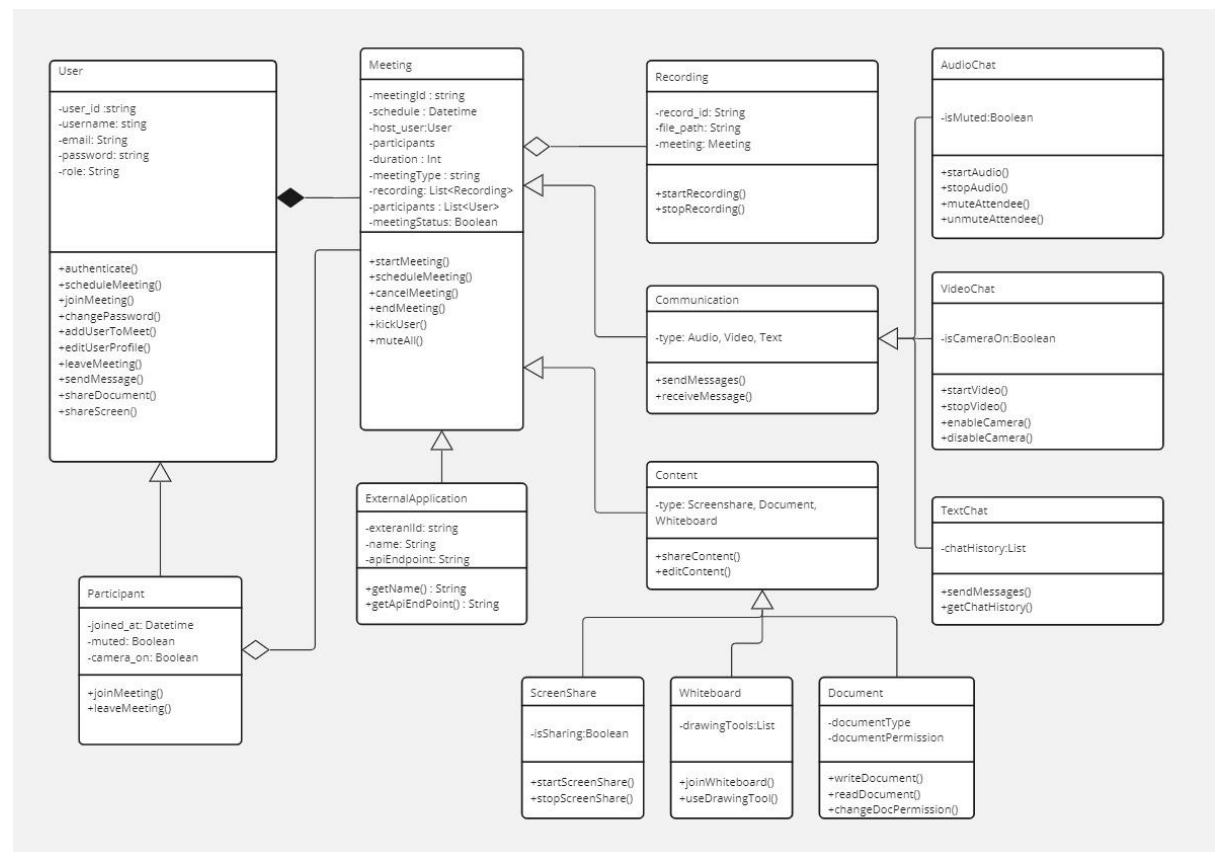 User
-user_id :string
-username: sting
-email: String
-password: string
-role: String
+authenticate()
+scheduleMeeting()
+joinMeeting()
+changePassword()
+addUserToMeet()
+editUserProfile()
+leaveMeeting()
+sendMessage()
+shareDocument()
+shareScreen()
Meeting
-meetingId : string
-schedule : Datetime
-host_user:User
-participants
-duration : Int
-meetingType : string
-recording: List<Recording>
-participants : List<User>
-meetingStatus: Boolean
+startMeeting()
+scheduleMeeting()
+cancelMeeting()
+endMeeting()
+kickUser()
+muteAll()
Recording
-record_id: String
-file_path: String
-meeting: Meeting
+startRecording()
+stopRecording()
AudioChat
-isMuted:Boolean
+startAudio()
+stopAudio()
+muteAttendee()
+unmuteAttendee()
Communication
-type: Audio, Video, Text
+sendMessages()
+receiveMessage()
VideoChat
-isCameraOn:Boolean
+startVideo()
+stopVideo()
+enableCamera()
+disableCamera()
Content
-type: Screenshare, Document,
Whiteboard
+shareContent()
+editContent()
TextChat
-chatHistory:List
+sendMessages()
+getChatHistory()
ExternalApplication
-exteranlId: string
-name: String
-apiEndpoint: String
+getName() : String
+getApiEndPoint() : String
Participant
-joined_at: Datetime
-muted: Boolean
-camera_on: Boolean
+joinMeeting()
+leaveMeeting()
ScreenShare
-isSharing:Boolean
+startScreenShare()
+stopScreenShare()
Whiteboard
-drawingTools:List
+joinWhiteboard()
+useDrawingTool()
Document
-documentType
-documentPermission
+writeDocument()
+readDocument()
+changeDocPermission()